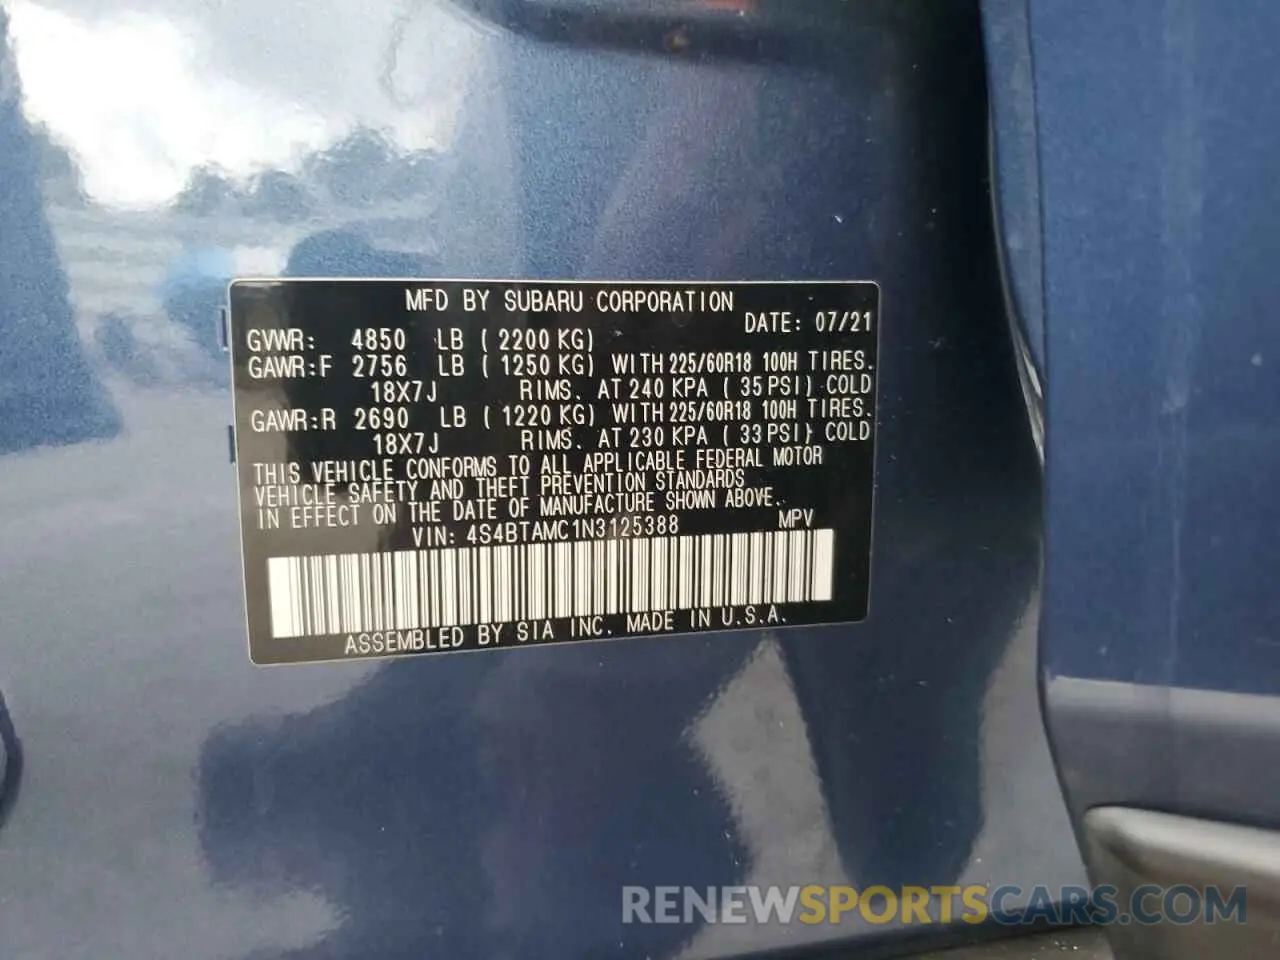 MFD BY SUBARU CORPORATION
DATE: 07/21
GVWR: 4850 LB ( 2200 KG)
GAWR:F 2756 LB ( 1250 KG) WITH 225/60R18 100H TIRES.
18X7J RIMS. AT 240 KPA ( 35 PSI) COLD
GAWR:R 2690 LB ( 1220 KG) WITH 225/60R18 100H TIRES.
18X7J RIMS. AT 230 KPA ( 33 PSI) COLD
THIS VEHICLE CONFORMS TO ALL APPLICABLE FEDERAL MOTOR
VEHICLE SAFETY AND THEFT PREVENTION STANDARDS
IN EFFECT ON THE DATE OF MANUFACTURE SHOWN ABOVE.
VIN: 4S4BTAMC1N3125388 MPV
ASSEMBLED BY SIA INC. MADE IN U.S.A.
RENEWSPORTSCARS.COM